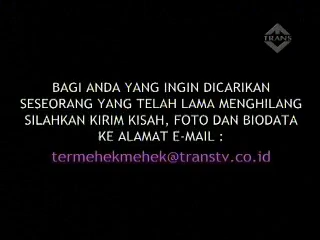 TRANS
BAGI ANDA YANG INGIN DICARIKAN
SESEORANG YANG TELAH LAMA MENGHILANG
SILAHKAN KIRIM KISAH, FOTO DAN BIODATA
KE ALAMAT E-MAIL :
termehekmehek@transtv.co.id